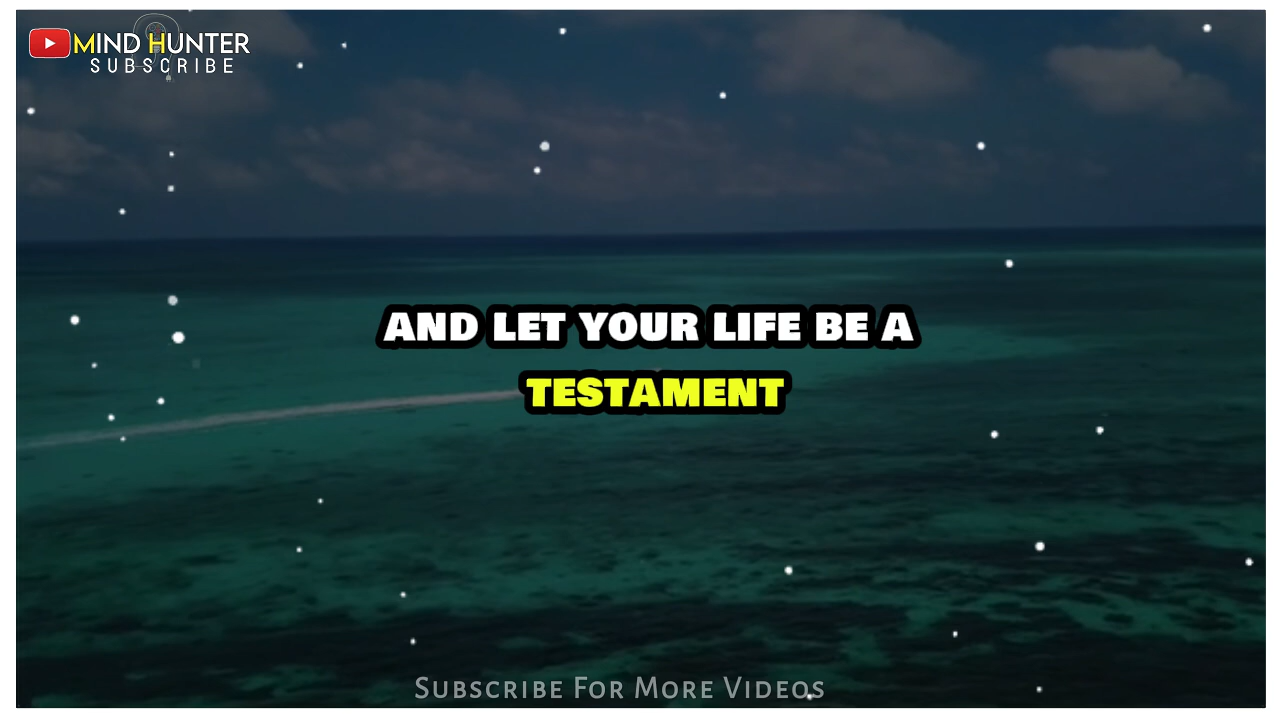 MIND HUNTER
SUBSCRIBE
AND LET YOUR LIFE BE A
TESTAMENT
SUBSCRIBE FOR MORE VIDEOS